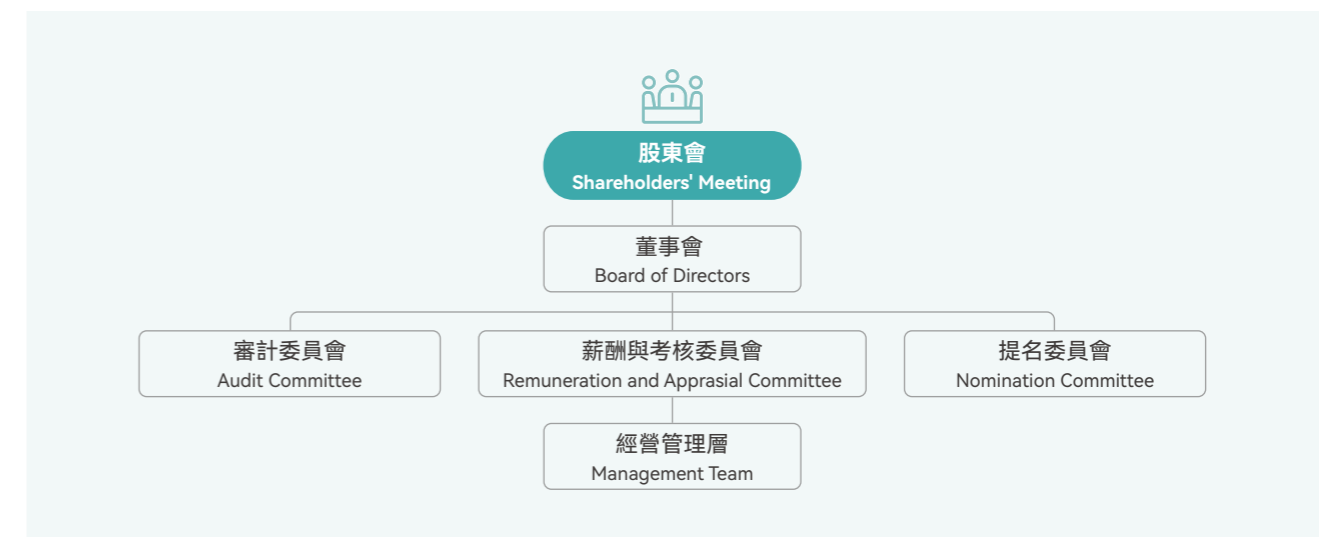 股東會
Shareholders' Meeting
董事會
Board of Directors
審計委員會
Audit Committee
薪酬與考核委員會
Remuneration and Apprasial Committee
提名委員會
Nomination Committee
經營管理層
Management Team